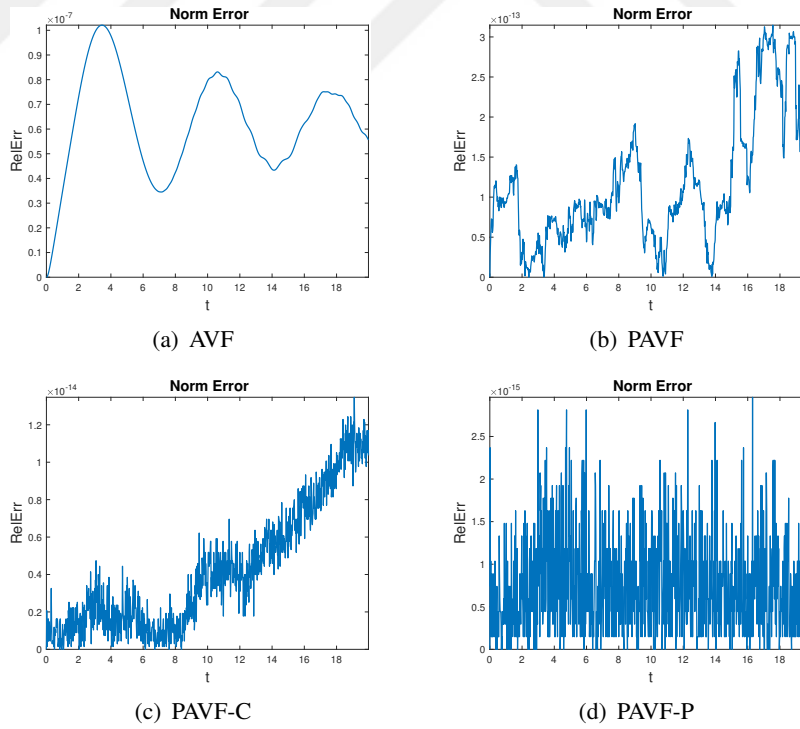 Norm Error
×10⁻⁷
1
0.9
0.8
0.7
0.6
0.5
0.4
0.3
0.2
0.1
0
RelErr
0 2 4 6 8 10 12 14 16 18
t
(a) AVF
Norm Error
×10⁻¹³
3
2.5
2
1.5
1
0.5
0
RelErr
0 2 4 6 8 10 12 14 16 18
t
(b) PAVF
Norm Error
×10⁻¹⁴
1.2
1
0.8
0.6
0.4
0.2
0
RelErr
0 2 4 6 8 10 12 14 16 18
t
(c) PAVF-C
Norm Error
×10⁻¹⁵
2.5
2
1.5
1
0.5
0
RelErr
0 2 4 6 8 10 12 14 16 18
t
(d) PAVF-P